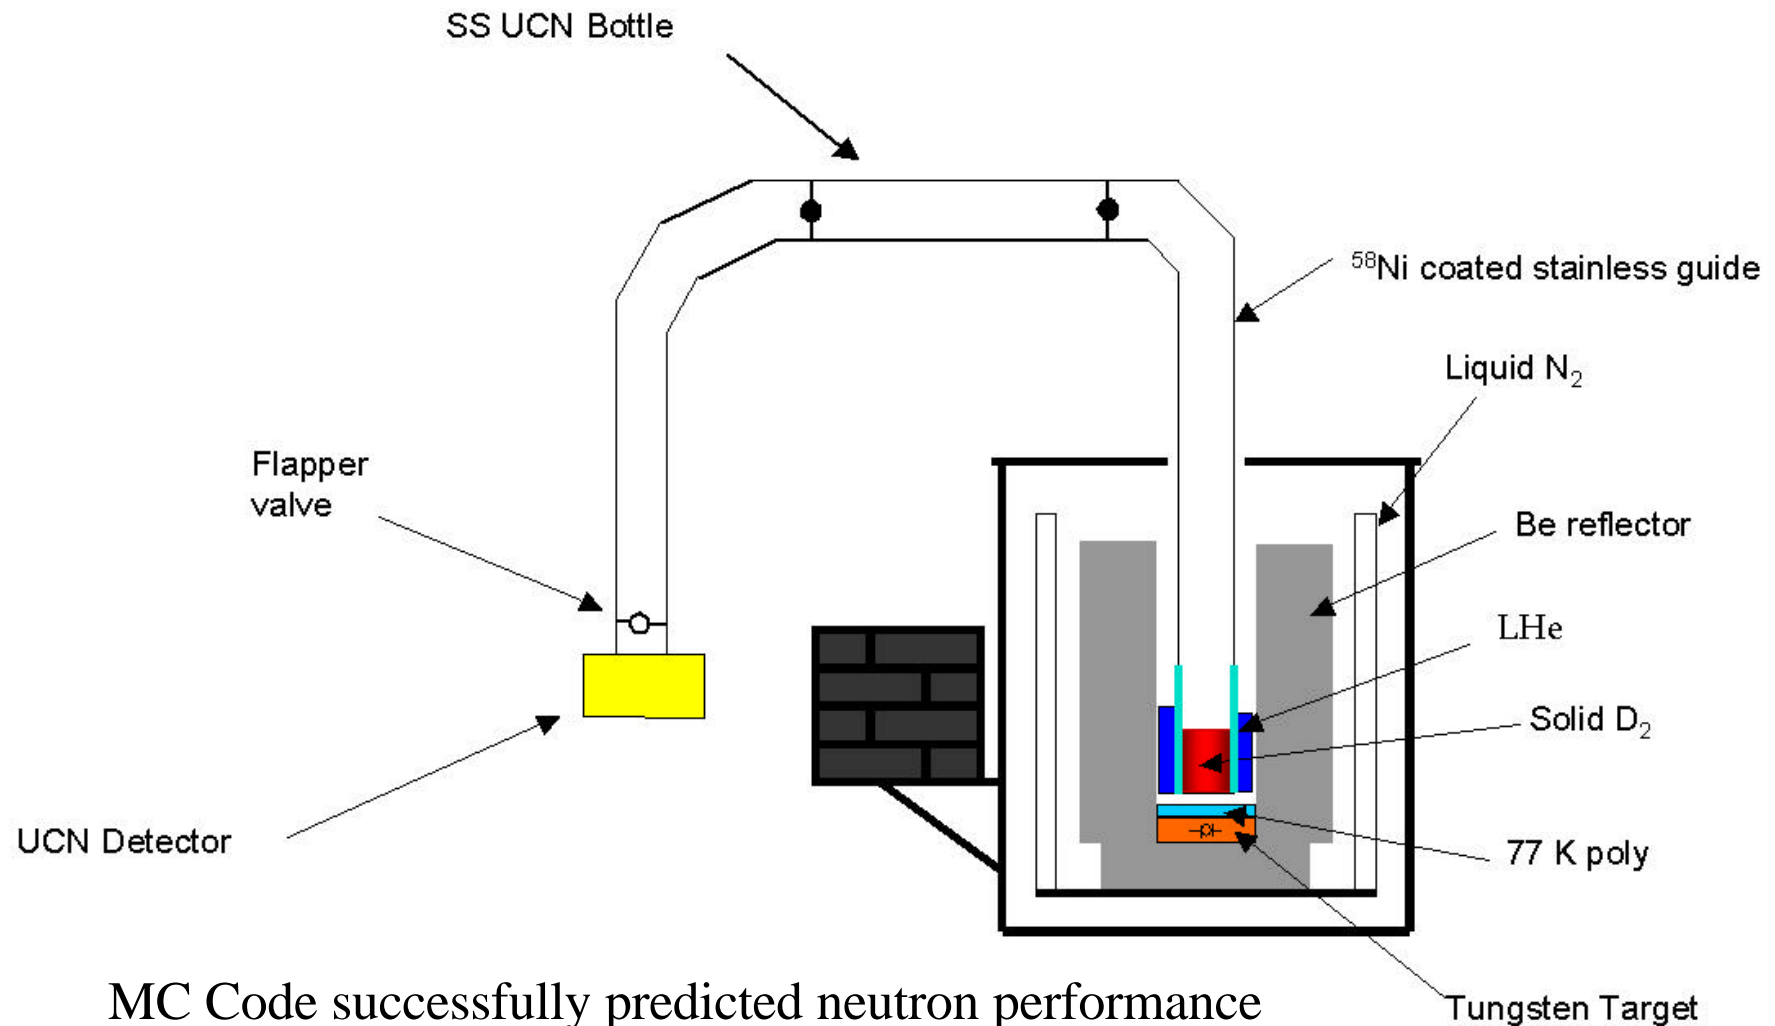 SS UCN Bottle
⁵⁸Ni coated stainless guide
Liquid N₂
Flapper
valve
Be reflector
LHe
Solid D₂
UCN Detector
77 K poly
Tungsten Target
MC Code successfully predicted neutron performance